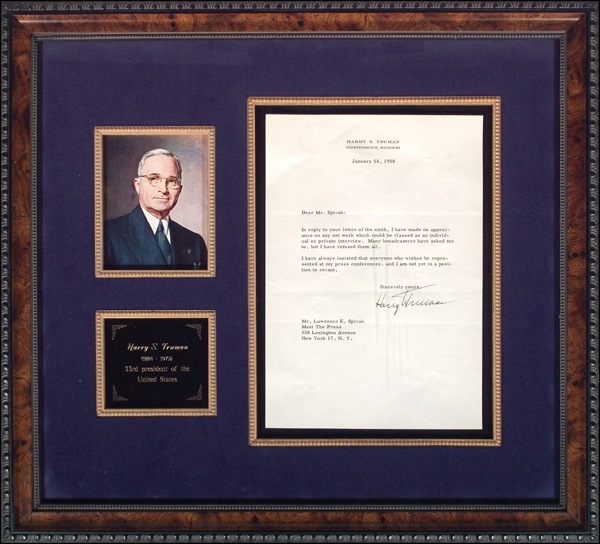 HARRY S. TRUMAN
INDEPENDENCE, MISSOURI
January 16, 1958
Dear Mr. Spivak:
In reply to your letter of the ninth, I have made no appear-
ance on any net work which could be classed as an individ-
ual or private interview. Many broadcasters have asked me
to, but I have refused them all.
I have always insisted that everyone who wishes be repre-
sented at my press conferences, and I am not yet in a posi-
tion to recant.
Sincerely yours,
Harry Truman
Mr. Lawrence E. Spivak
Meet The Press
528 Lexington Avenue
New York 17, N. Y.
Harry S. Truman
1884 - 1972
33rd president of the
United States